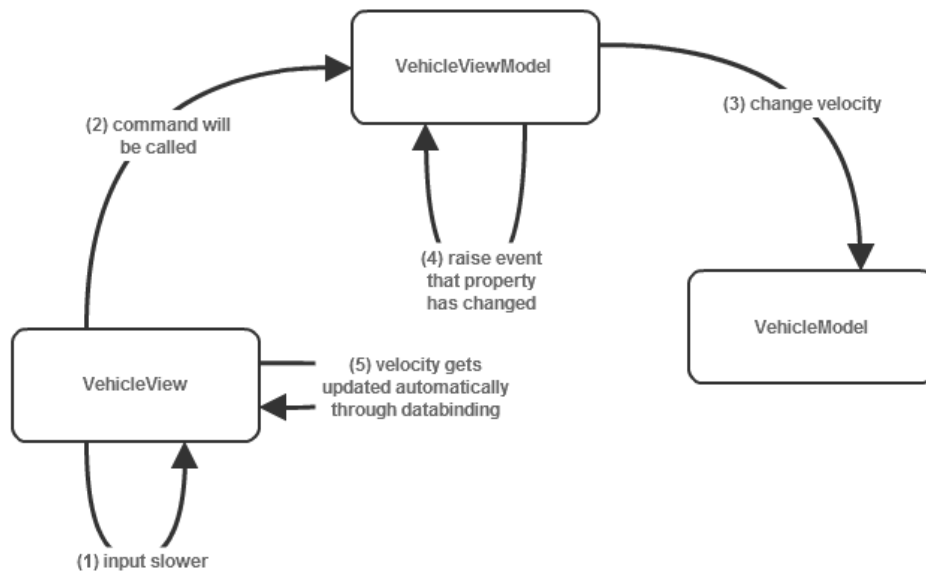 VehicleViewModel
(2) command will
be called
(3) change velocity
(4) raise event
that property
has changed
VehicleModel
VehicleView
(5) velocity gets
updated automatically
through databinding
(1) input slower